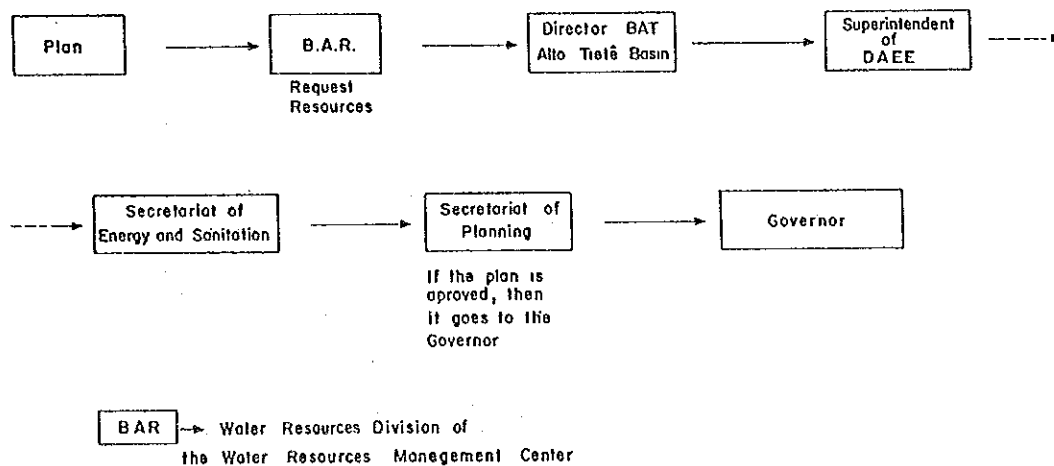 Plan
B.A.R.
Request
Resources
Director BAT
Alto Tietê Basin
Superintendent
of
DAEE
Secretariat of
Energy and Sanitation
Secretariat of
Planning
If the plan is
aproved, then
it goes to the
Governor
Governor
BAR → Water Resources Division of
the Water Resources Management Center